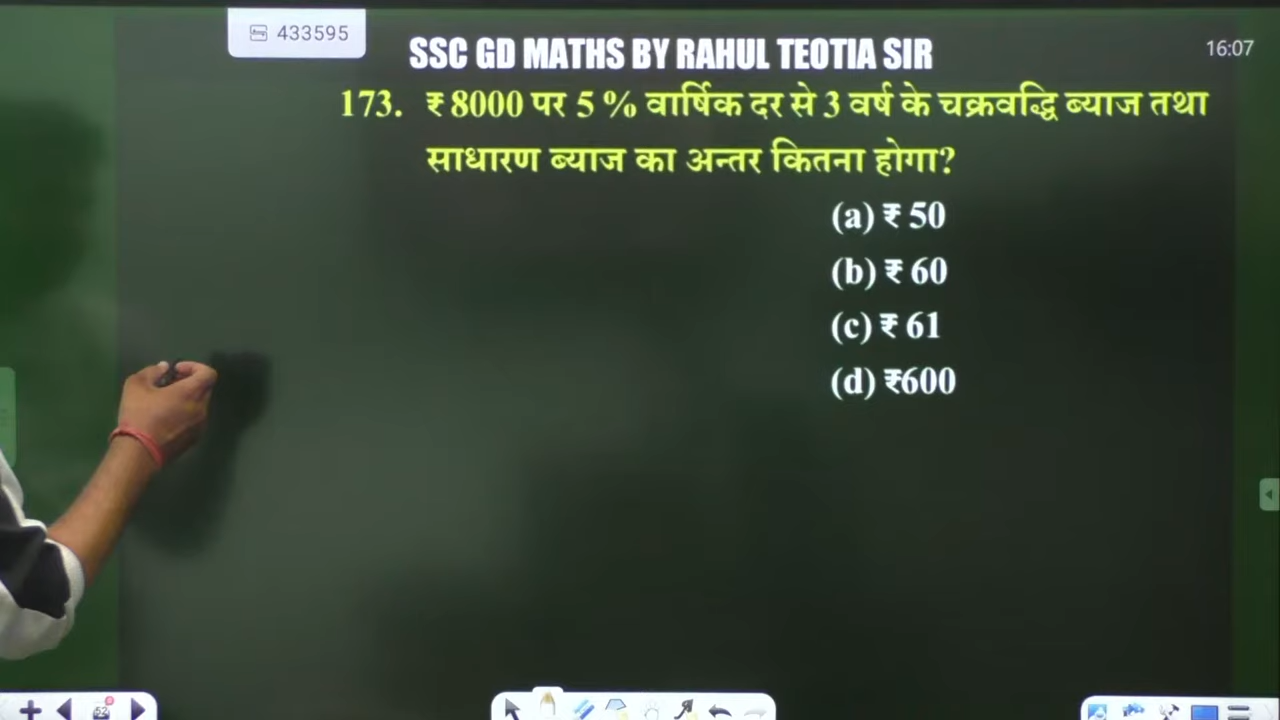 433595
SSC GD MATHS BY RAHUL TEOTIA SIR
16:07
173. ₹ 8000 पर 5 % वार्षिक दर से 3 वर्ष के चक्रवद्धि ब्याज तथा
साधारण ब्याज का अन्तर कितना होगा?
(a) ₹ 50
(b) ₹ 60
(c) ₹ 61
(d) ₹600